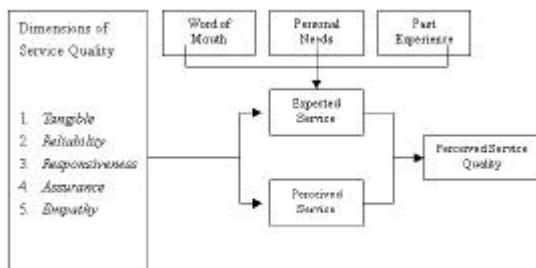 Dimensions of
Service Quality
1. Tangible
2. Reliability
3. Responsiveness
4. Assurance
5. Empathy
Word of
Mouth
Personal
Needs
Past
Experience
Expected
Service
Perceived
Service
Perceived Service
Quality